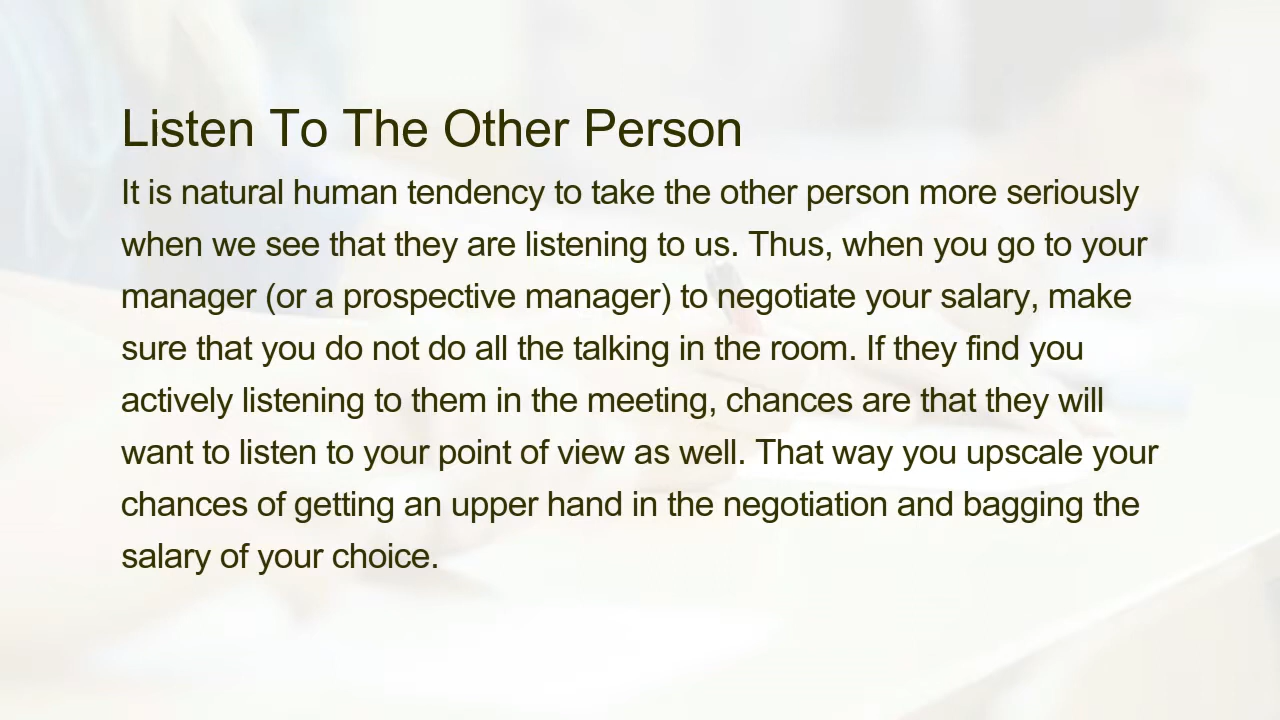 Listen To The Other Person
It is natural human tendency to take the other person more seriously
when we see that they are listening to us. Thus, when you go to your
manager (or a prospective manager) to negotiate your salary, make
sure that you do not do all the talking in the room. If they find you
actively listening to them in the meeting, chances are that they will
want to listen to your point of view as well. That way you upscale your
chances of getting an upper hand in the negotiation and bagging the
salary of your choice.